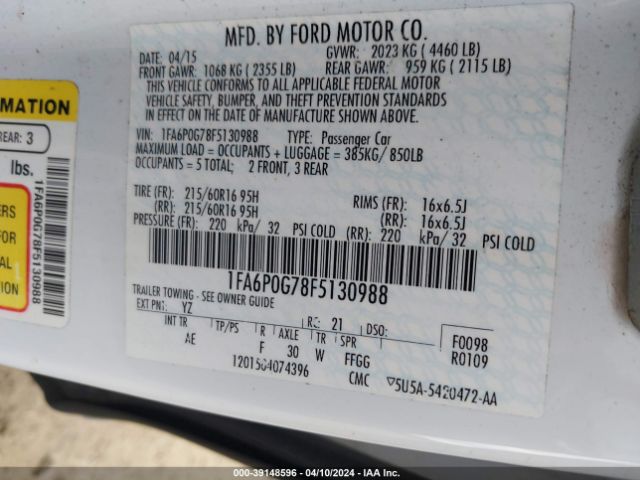 MFD. BY FORD MOTOR CO.
DATE: 04/15 GVWR: 2023 KG ( 4460 LB)
FRONT GAWR: 1068 KG ( 2355 LB) REAR GAWR: 959 KG ( 2115 LB)
THIS VEHICLE CONFORMS TO ALL APPLICABLE FEDERAL MOTOR
VEHICLE SAFETY, BUMPER, AND THEFT PREVENTION STANDARDS
IN EFFECT ON THE DATE OF MANUFACTURE SHOWN ABOVE.
VIN: 1FA6P0G78F5130988 TYPE: Passenger Car
MAXIMUM LOAD = OCCUPANTS + LUGGAGE = 385KG/ 850LB
OCCUPANTS = 5 TOTAL; 2 FRONT, 3 REAR
TIRE (FR): 215/60R16 95H RIMS (FR): 16x6.5J
(RR): 215/60R16 95H (RR): 16x6.5J
PRESSURE (FR): 220 kPa/ 32 PSI COLD (RR): 220 kPa/ 32 PSI COLD
1FA6P0G78F5130988
TRAILER TOWING - SEE OWNER GUIDE
EXT PNT: YZ RC: 21 DSO: F0098
INT TR TP/PS R AXLE TR SPR R0109
AE F 30 W FFGG
1201504074396 CMC 5U5A-5420472-AA
RMATION
REAR: 3
lbs.
ERS
1FA6P0G78F5130988
000-39148596 - 04/10/2024 - IAA Inc.